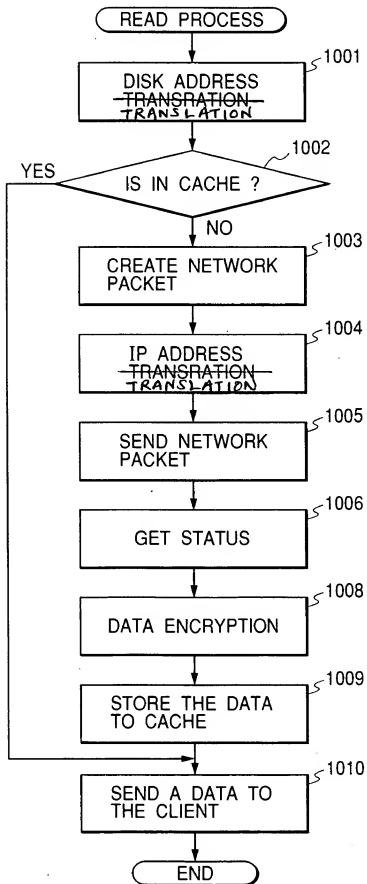 READ PROCESS
1001
DISK ADDRESS
TRANSRATION
TRANSLATION
1002
YES
IS IN CACHE ?
NO
1003
CREATE NETWORK
PACKET
1004
IP ADDRESS
TRANSRATION
TRANSLATION
1005
SEND NETWORK
PACKET
1006
GET STATUS
1008
DATA ENCRYPTION
1009
STORE THE DATA
TO CACHE
1010
SEND A DATA TO
THE CLIENT
END